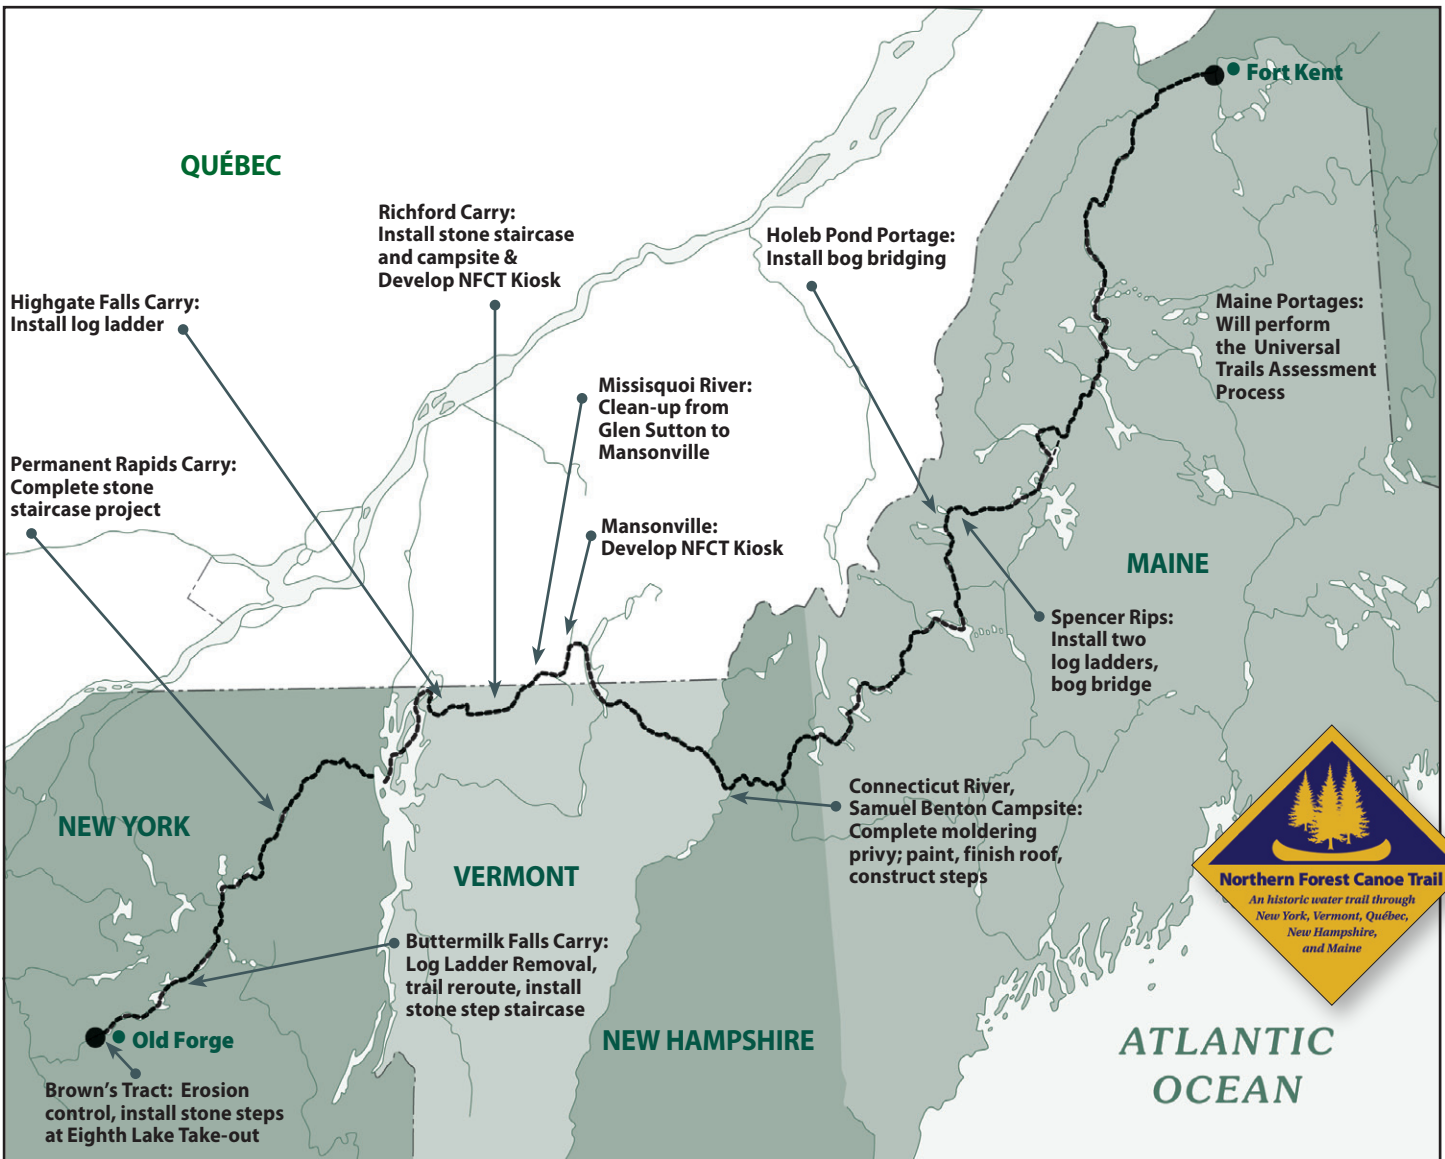 Fort Kent
QUÉBEC
Richford Carry:
Install stone staircase
and campsite &
Develop NFCT Kiosk
Holeb Pond Portage:
Install bog bridging
Highgate Falls Carry:
Install log ladder
Maine Portages:
Will perform
the Universal
Trails Assessment
Process
Missisquoi River:
Clean-up from
Glen Sutton to
Mansonville
Permanent Rapids Carry:
Complete stone
staircase project
Mansonville:
Develop NFCT Kiosk
MAINE
Spencer Rips:
Install two
log ladders,
bog bridge
Connecticut River,
Samuel Benton Campsite:
Complete moldering
privy; paint, finish roof,
construct steps
NEW YORK
VERMONT
Northern Forest Canoe Trail
An historic water trail through
New York, Vermont, Québec,
New Hampshire,
and Maine
Buttermilk Falls Carry:
Log Ladder Removal,
trail reroute, install
stone step staircase
Old Forge
NEW HAMPSHIRE
ATLANTIC
OCEAN
Brown's Tract: Erosion
control, install stone steps
at Eighth Lake Take-out